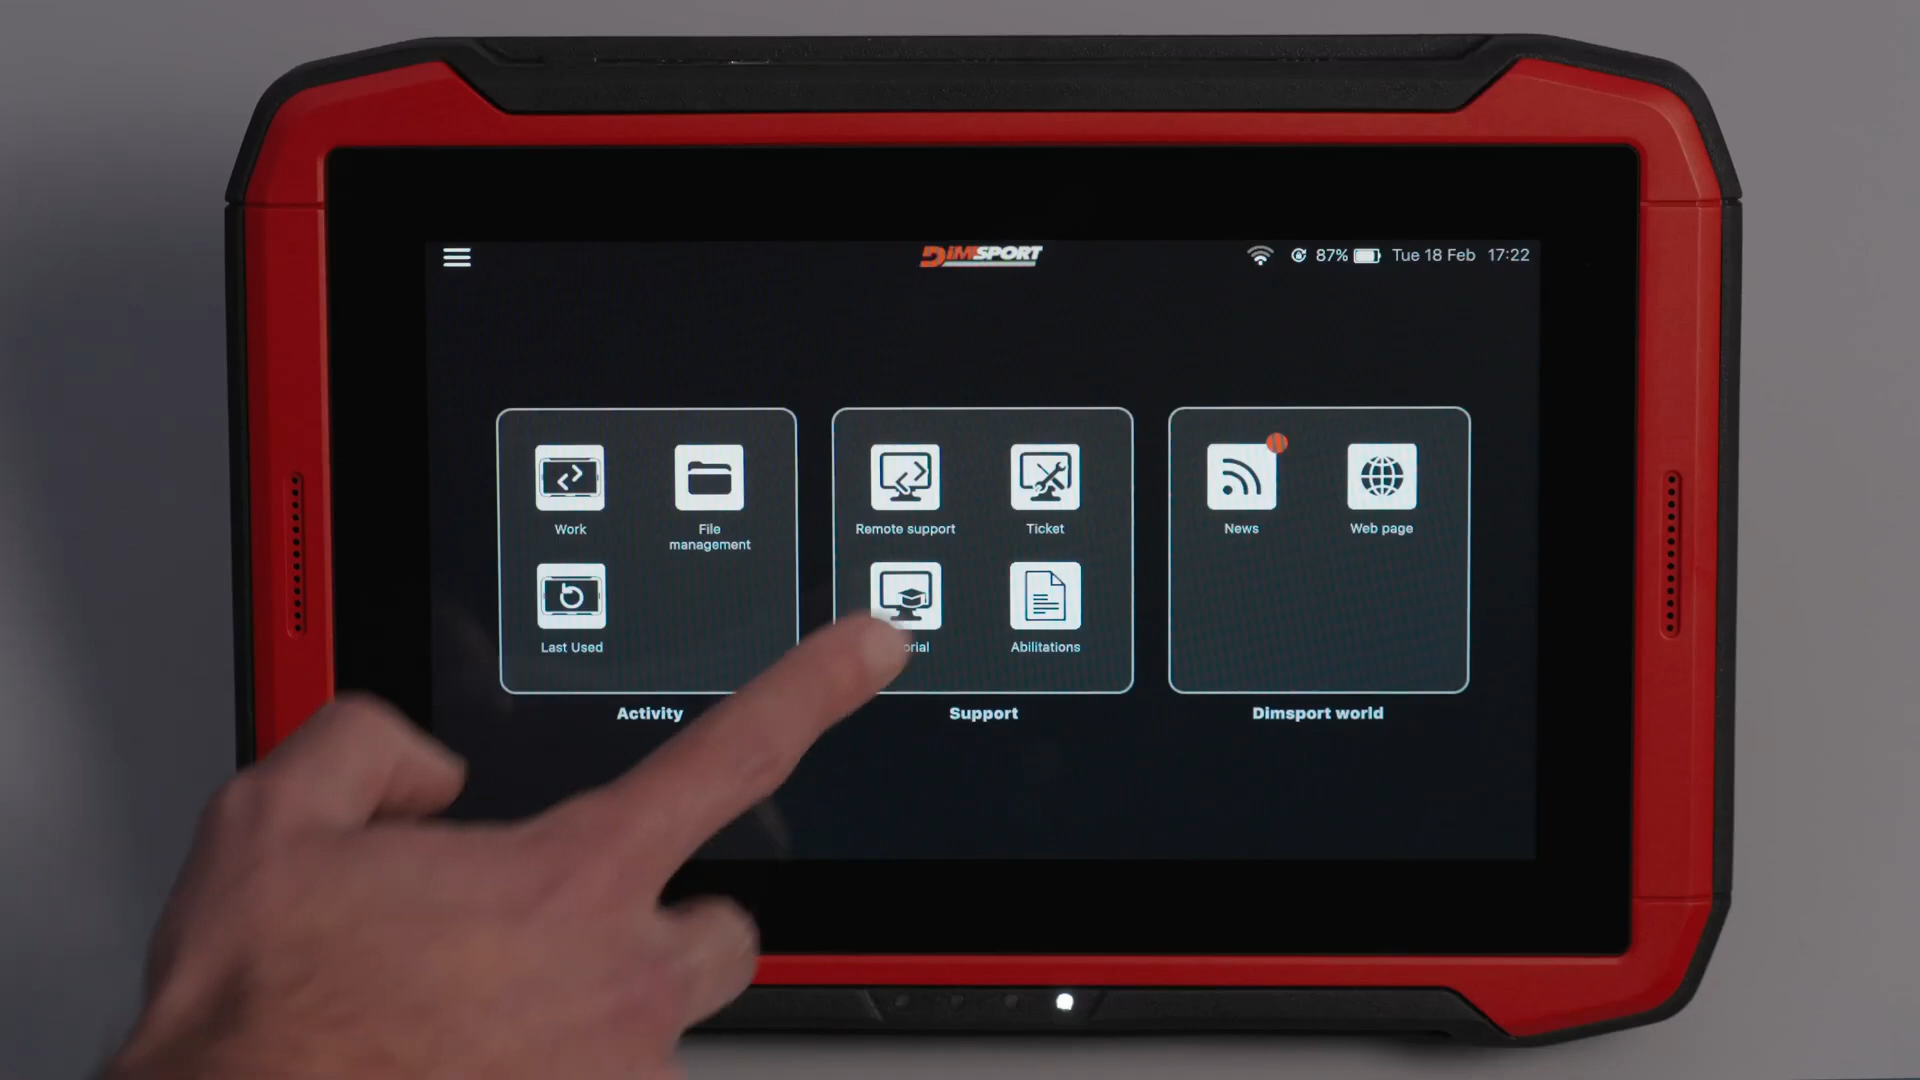 DiMSPORT
87% Tue 18 Feb 17:22
Work
File
management
Last Used
Activity
Remote support
Ticket
orial
Abilitations
Support
News
Web page
Dimsport world